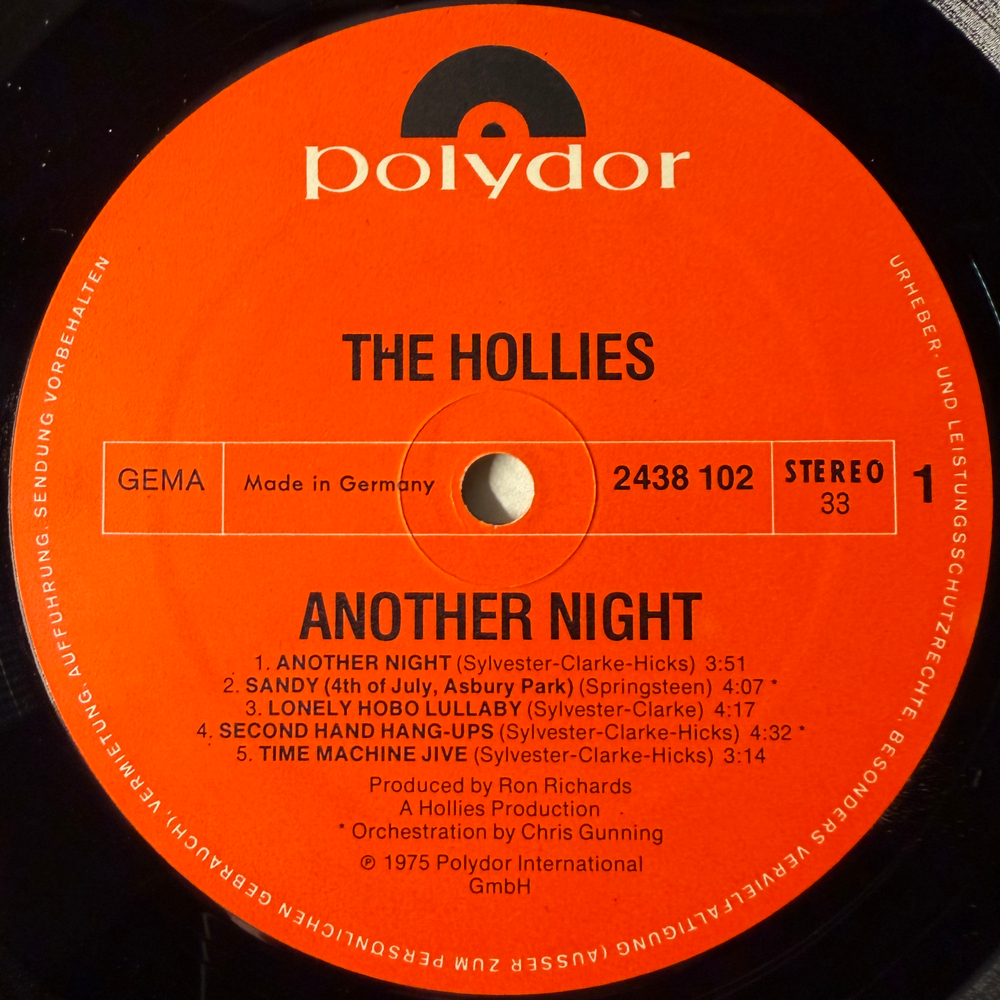 polydor
THE HOLLIES
GEMA
Made in Germany
2438 102
STEREO
33
1
ANOTHER NIGHT
1. ANOTHER NIGHT (Sylvester-Clarke-Hicks) 3:51
2. SANDY (4th of July, Asbury Park) (Springsteen) 4:07 *
3. LONELY HOBO LULLABY (Sylvester-Clarke) 4:17
4. SECOND HAND HANG-UPS (Sylvester-Clarke-Hicks) 4:32 *
5. TIME MACHINE JIVE (Sylvester-Clarke-Hicks) 3:14
Produced by Ron Richards
A Hollies Production
* Orchestration by Chris Gunning
℗ 1975 Polydor International
GmbH
URHEBER- UND LEISTUNGSSCHUTZRECHTE, BESONDERS VERVIELFÄLTIGUNG (AUSSER ZUM PERSÖNLICHEN GEBRAUCH), VERMIETUNG, AUFFÜHRUNG, SENDUNG VORBEHALTEN